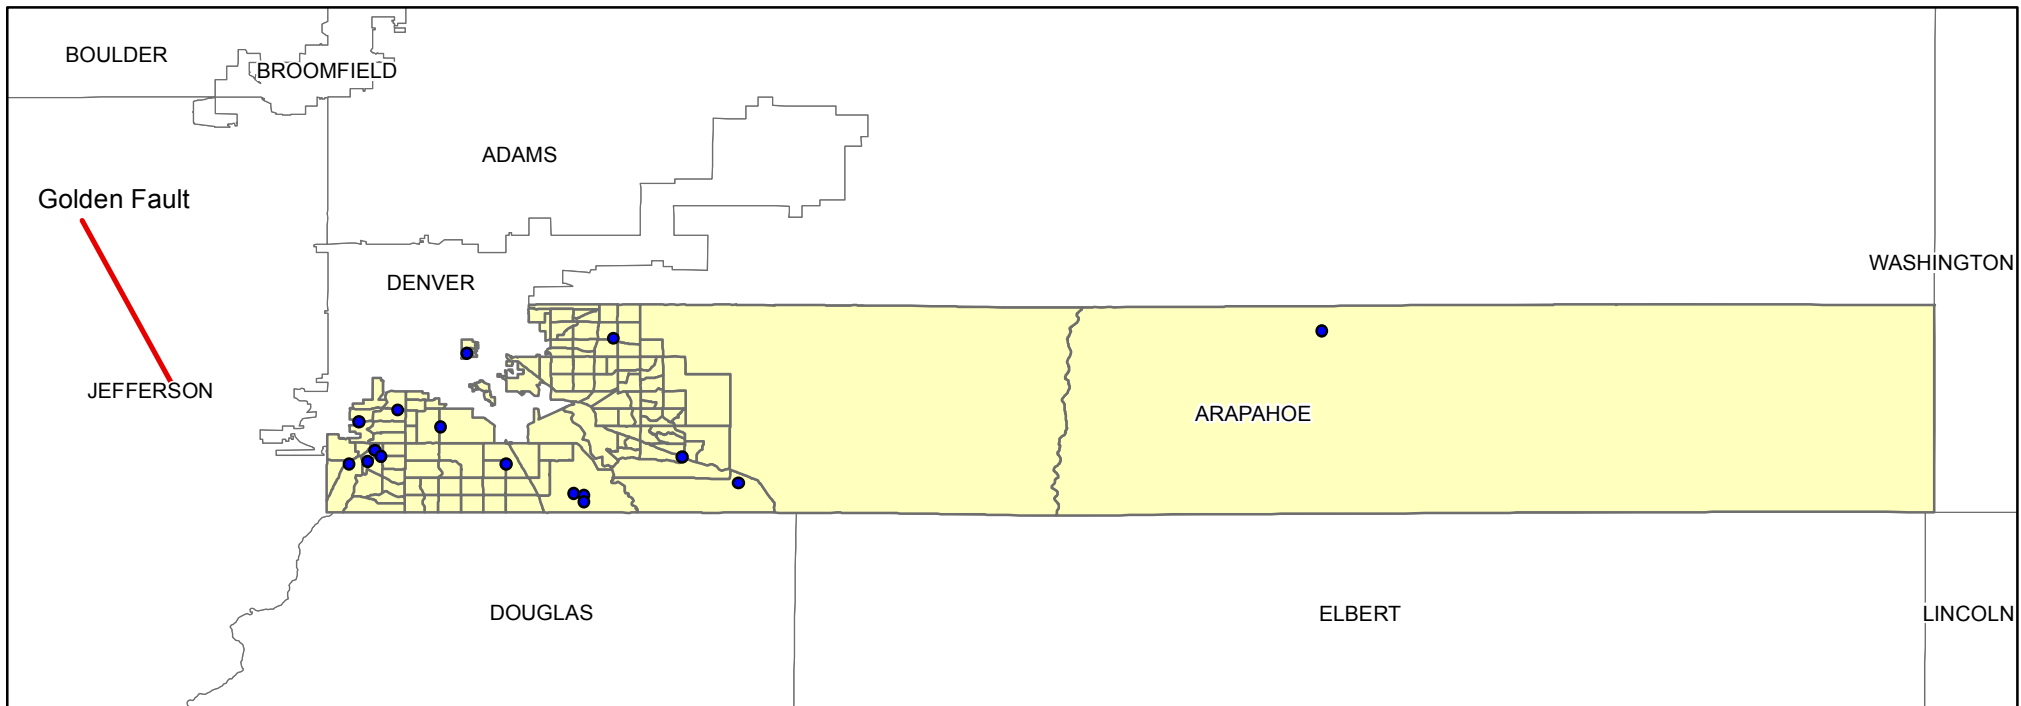 BOULDER
BROOMFIELD
ADAMS
Golden Fault
WASHINGTON
DENVER
JEFFERSON
ARAPAHOE
DOUGLAS
ELBERT
LINCOLN